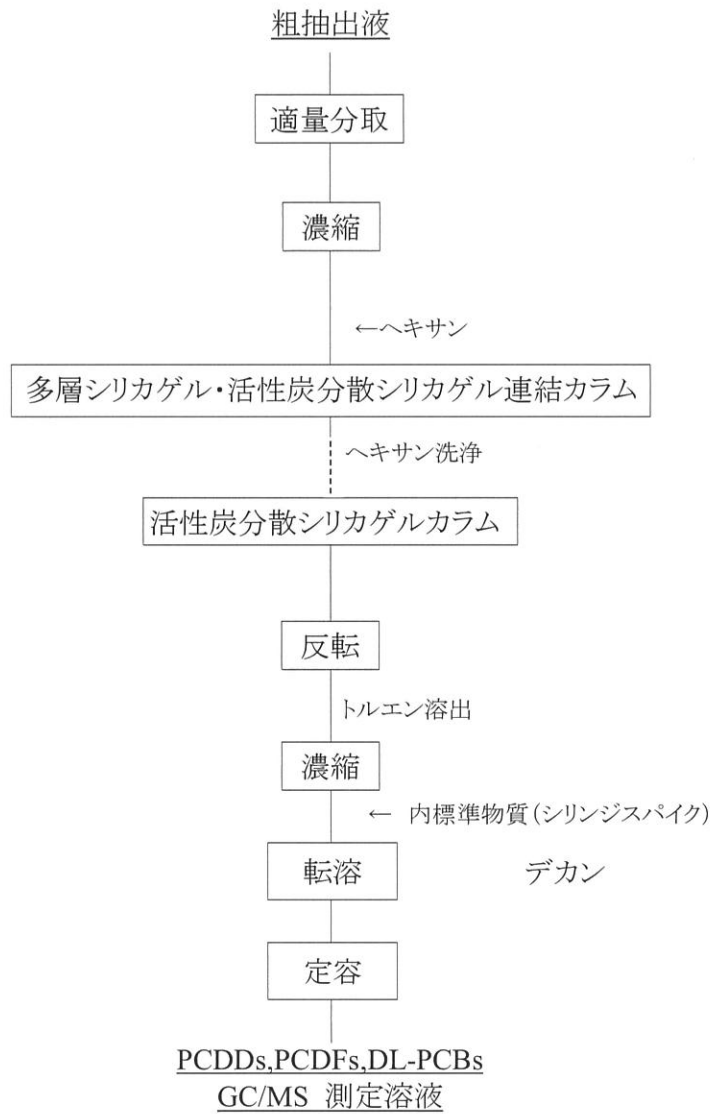 粗抽出液
適量分取
濃縮
←ヘキサン
多層シリカゲル・活性炭分散シリカゲル連結カラム
ヘキサン洗浄
活性炭分散シリカゲルカラム
反転
トルエン溶出
濃縮
← 内標準物質(シリンジスパイク)
転溶 デカン
定容
PCDDs,PCDFs,DL-PCBs
GC/MS 測定溶液